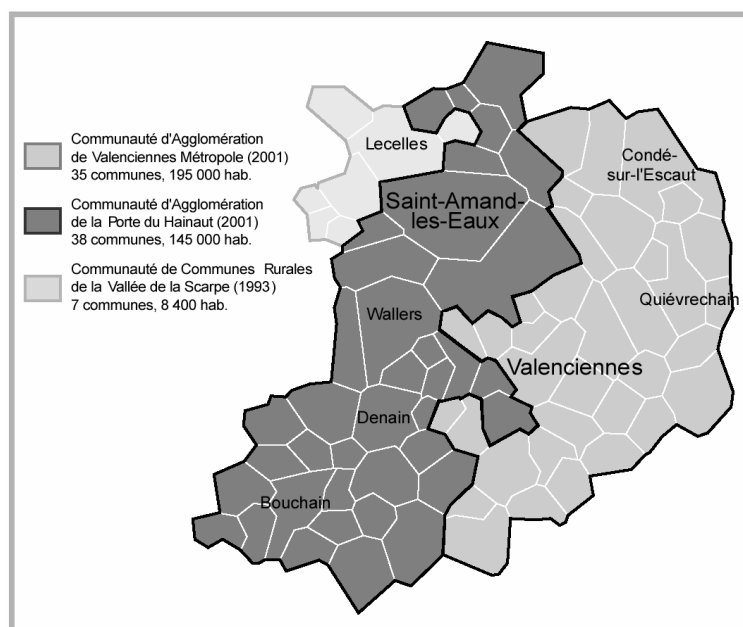 Communauté d'Agglomération
de Valenciennes Métropole (2001)
35 communes, 195 000 hab.
Communauté d'Agglomération
de la Porte du Hainaut (2001)
38 communes, 145 000 hab.
Communauté de Communes Rurales
de la Vallée de la Scarpe (1993)
7 communes, 8 400 hab.
Lecelles
Condé-
sur-l'Escaut
Saint-Amand-
les-Eaux
Quiévrechain
Wallers
Valenciennes
Denain
Bouchain